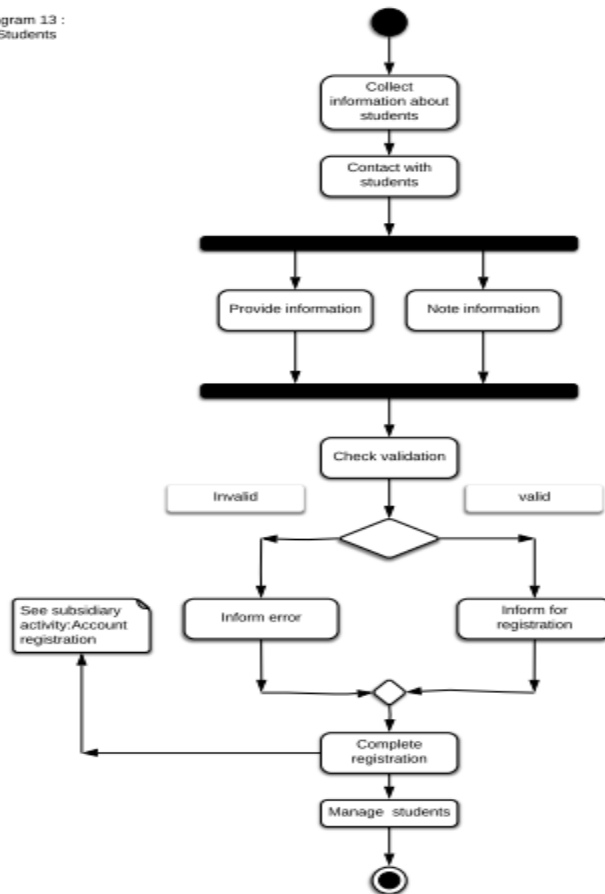 gram 13 :
Students
Collect
information about
students
Contact with
students
Provide information
Note information
Check validation
Invalid
valid
See subsidiary
activity:Account
registration
Inform error
Inform for
registration
Complete
registration
Manage students